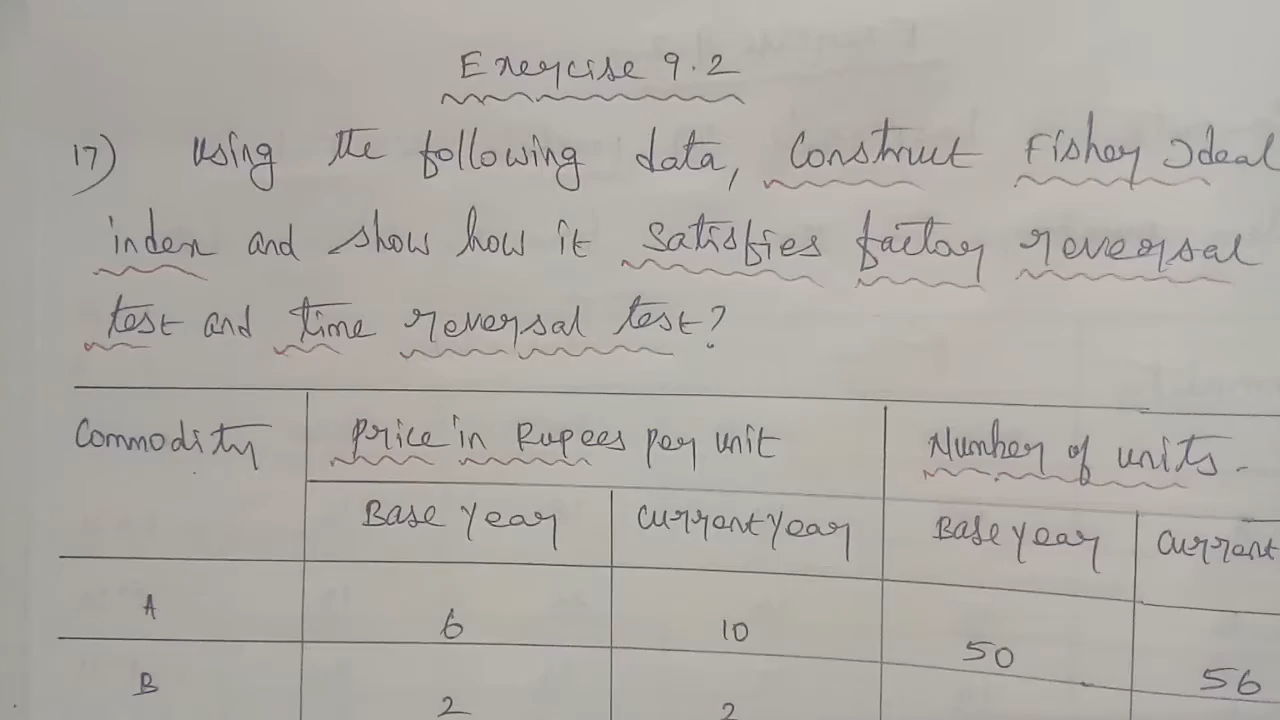 Exercise 9.2
17) Using the following data, Construct Fisher Ideal
index and show how it satisfies factor reversal
test and time reversal test?
Commodity Price in Rupees per unit Number of units.
Base year Current year Base year Current
A 6 10 50 56
B 2 2